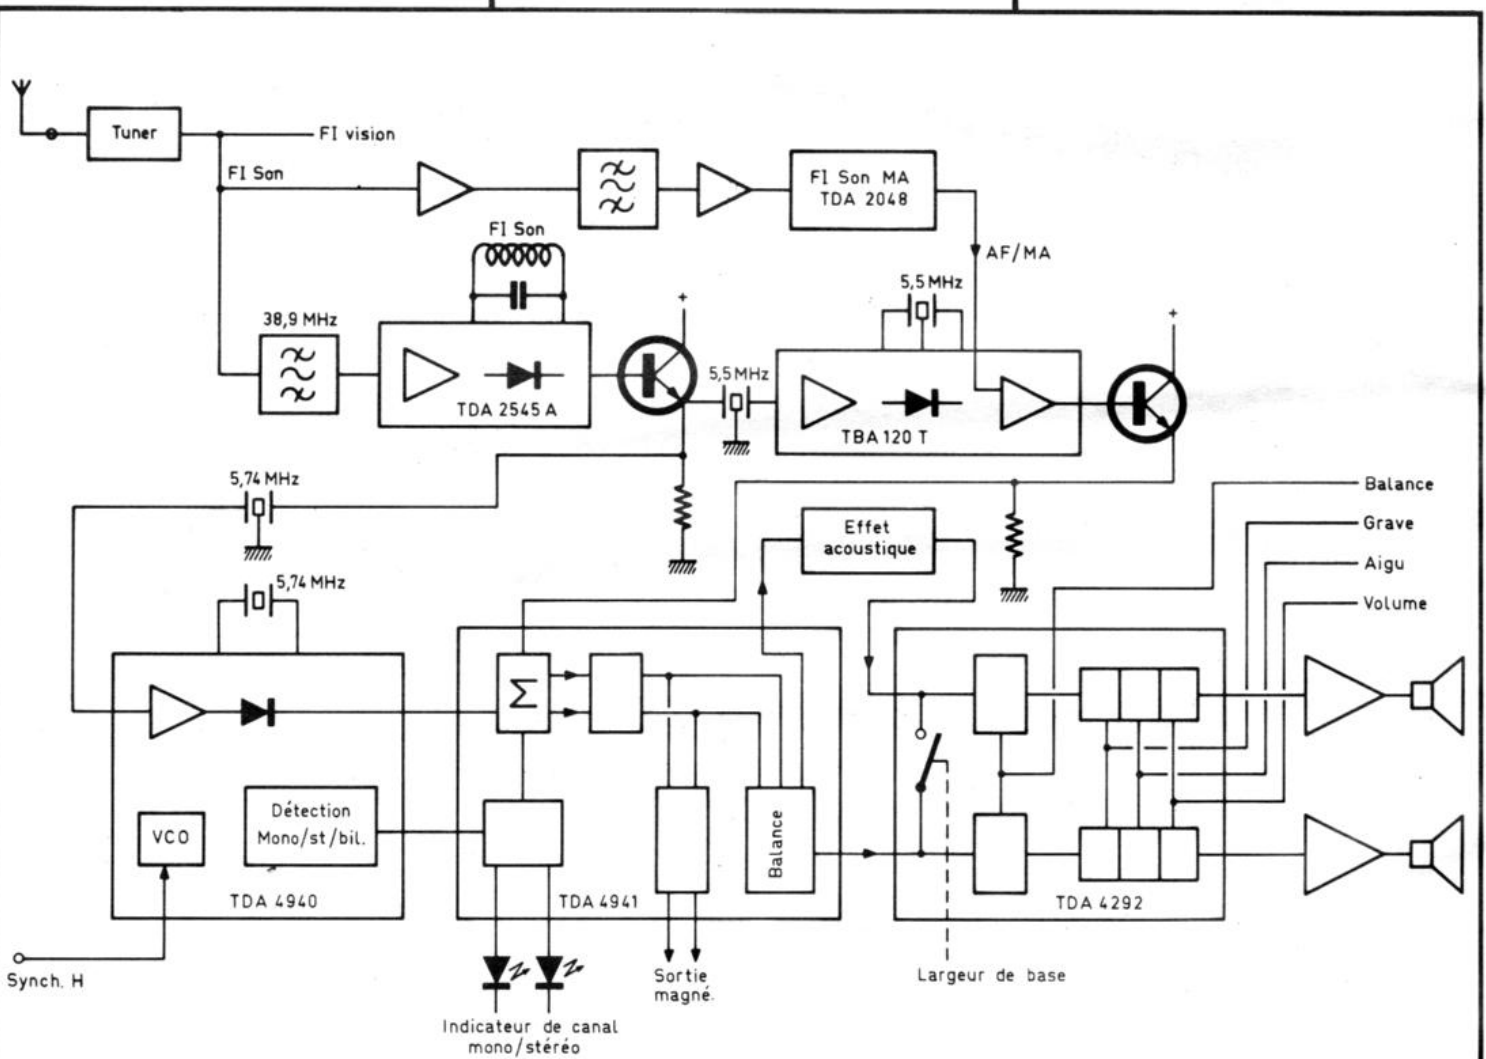 Tuner
FI vision
FI Son
FI Son MA
TDA 2048
FI Son
AF/MA
5,5 MHz
+
+
38,9 MHz
5,5 MHz
TDA 2545 A
TBA 120 T
5,74 MHz
Balance
Effet
acoustique
Grave
Aigu
5,74 MHz
Volume
Σ
Détection
Mono/st/bil.
VCO
Balance
TDA 4940
TDA 4941
TDA 4292
Synch. H
Sortie
magné.
Largeur de base
Indicateur de canal
mono/stéréo